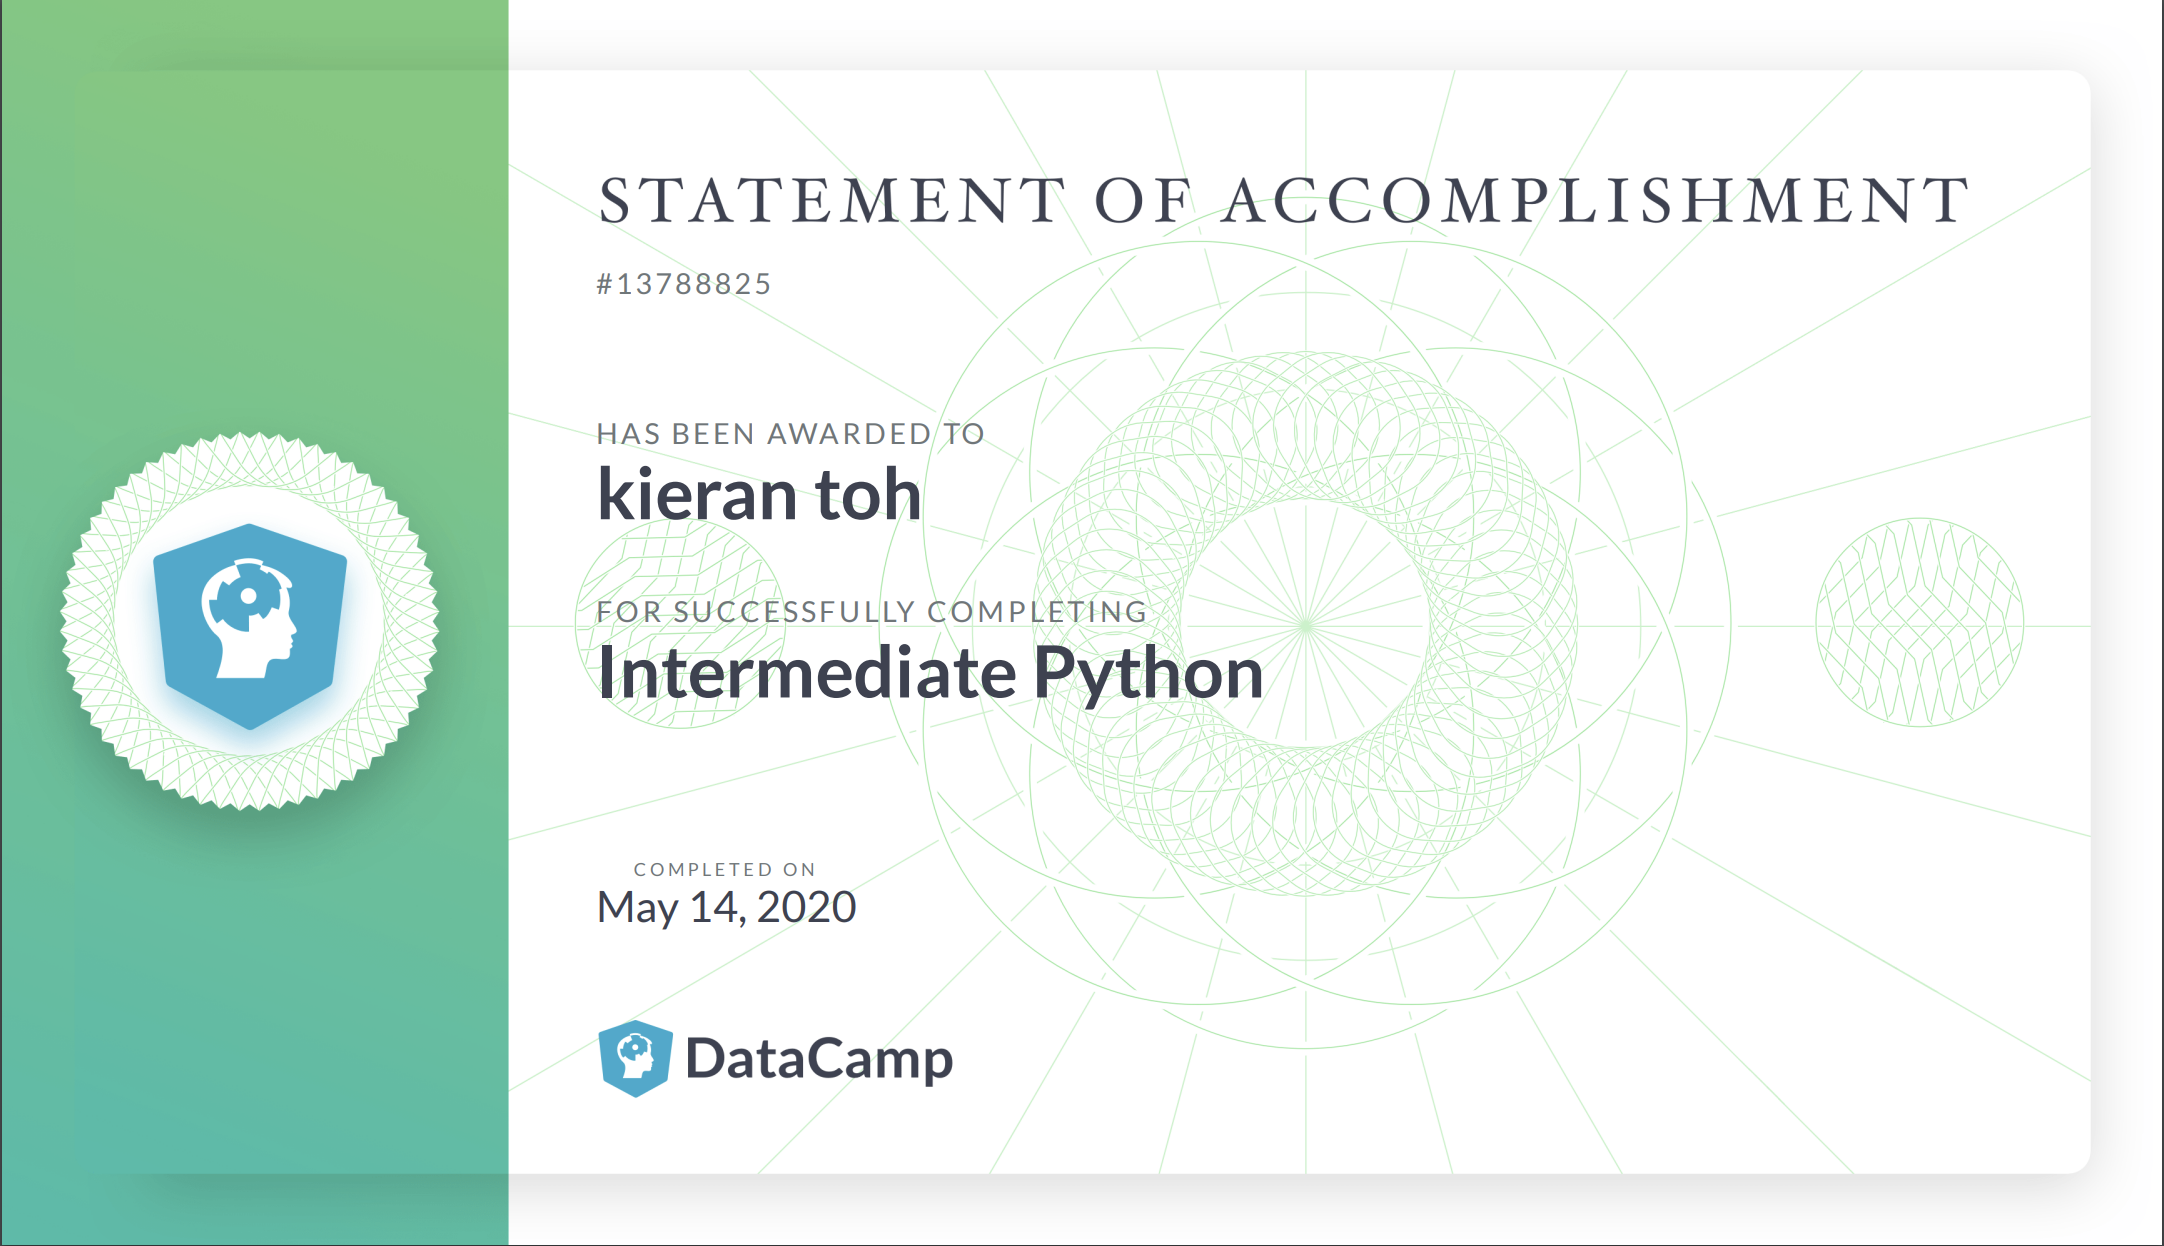 STATEMENT OF ACCOMPLISHMENT
#13788825
HAS BEEN AWARDED TO
kieran toh
FOR SUCCESSFULLY COMPLETING
Intermediate Python
COMPLETED ON
May 14, 2020
DataCamp